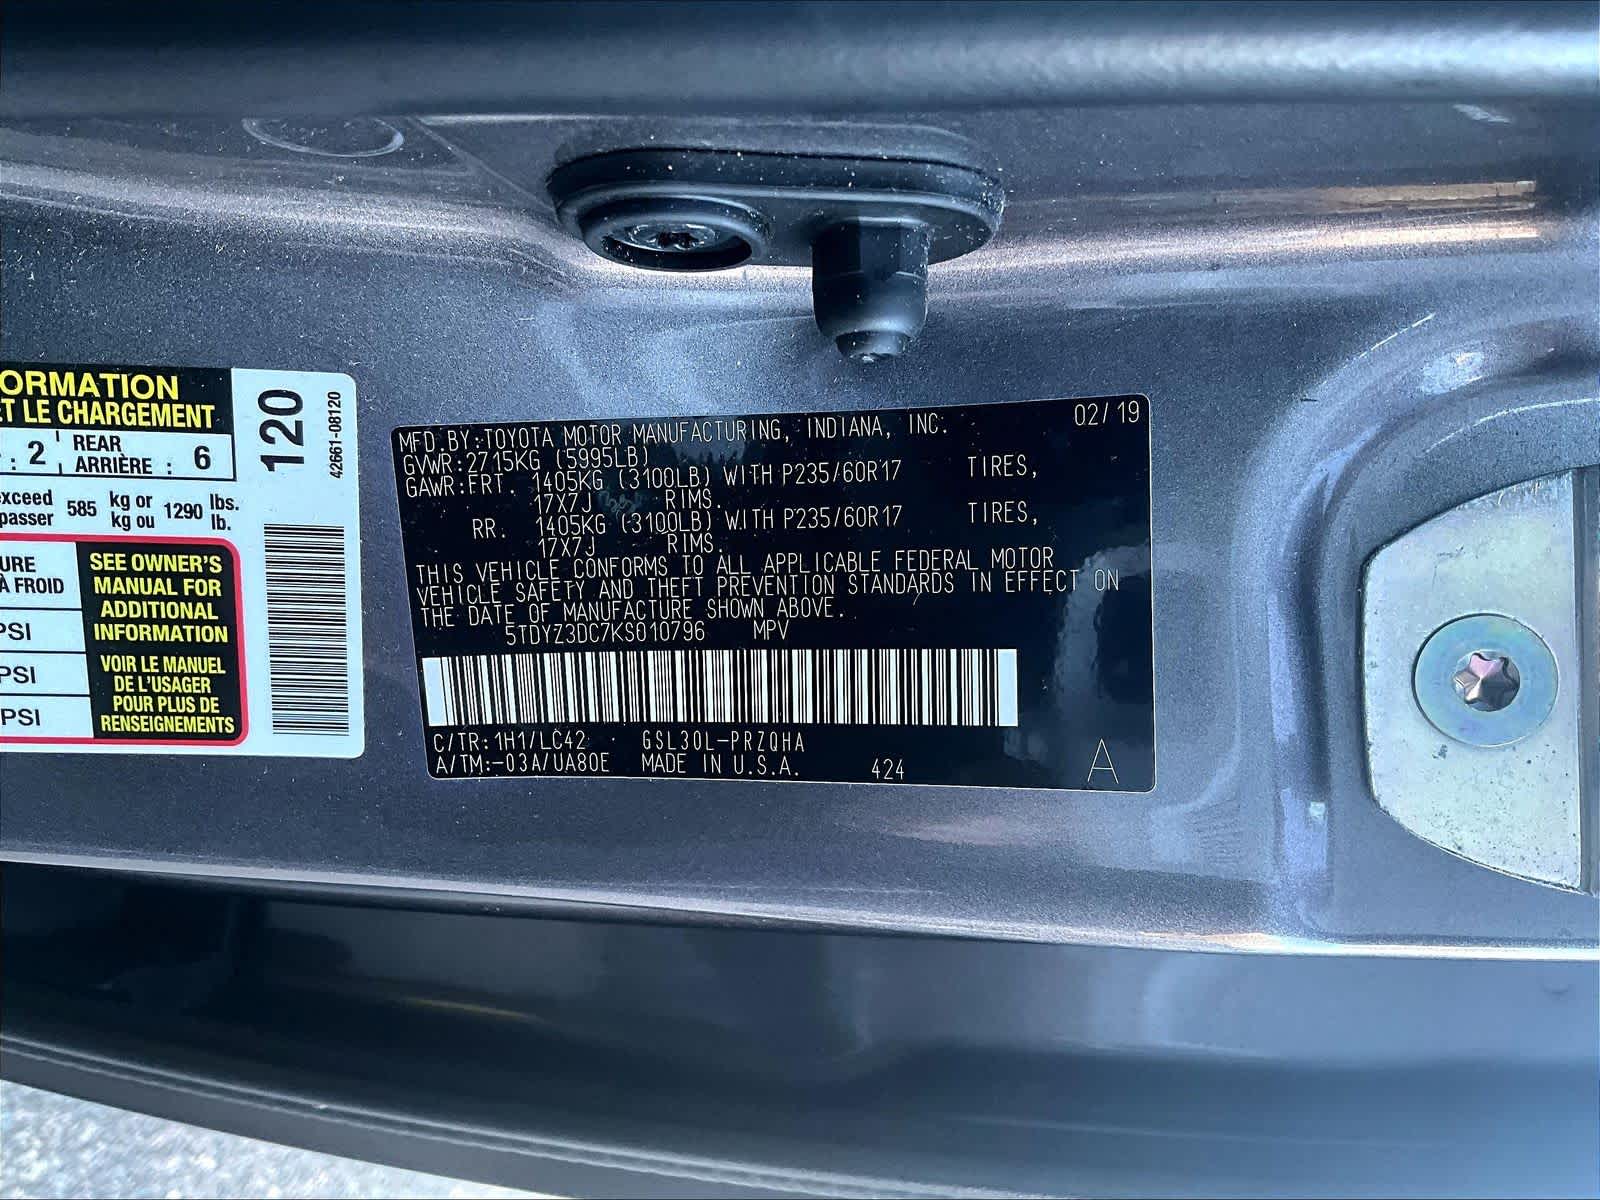 ORMATION
ET LE CHARGEMENT
: 2 REAR ARRIÈRE : 6
exceed 585 kg or 1290 lbs.
passer kg ou lb.
URE
À FROID
PSI
PSI
PSI
SEE OWNER'S
MANUAL FOR
ADDITIONAL
INFORMATION
VOIR LE MANUEL
DE L'USAGER
POUR PLUS DE
RENSEIGNEMENTS
120
42661-08120
MFD BY: TOYOTA MOTOR MANUFACTURING, INDIANA, INC. 02/19
GVWR: 2715KG (5995LB)
GAWR: FRT. 1405KG (3100LB) WITH P235/60R17 TIRES,
17X7J RIMS.
RR. 1405KG (3100LB) WITH P235/60R17 TIRES,
17X7J RIMS.
THIS VEHICLE CONFORMS TO ALL APPLICABLE FEDERAL MOTOR
VEHICLE SAFETY AND THEFT PREVENTION STANDARDS IN EFFECT ON
THE DATE OF MANUFACTURE SHOWN ABOVE.
5TDYZ3DC7KS010796 MPV
C/TR: 1H1/LC42 GSL30L-PRZQHA
A/TM:-03A/UA80E MADE IN U.S.A. 424 A